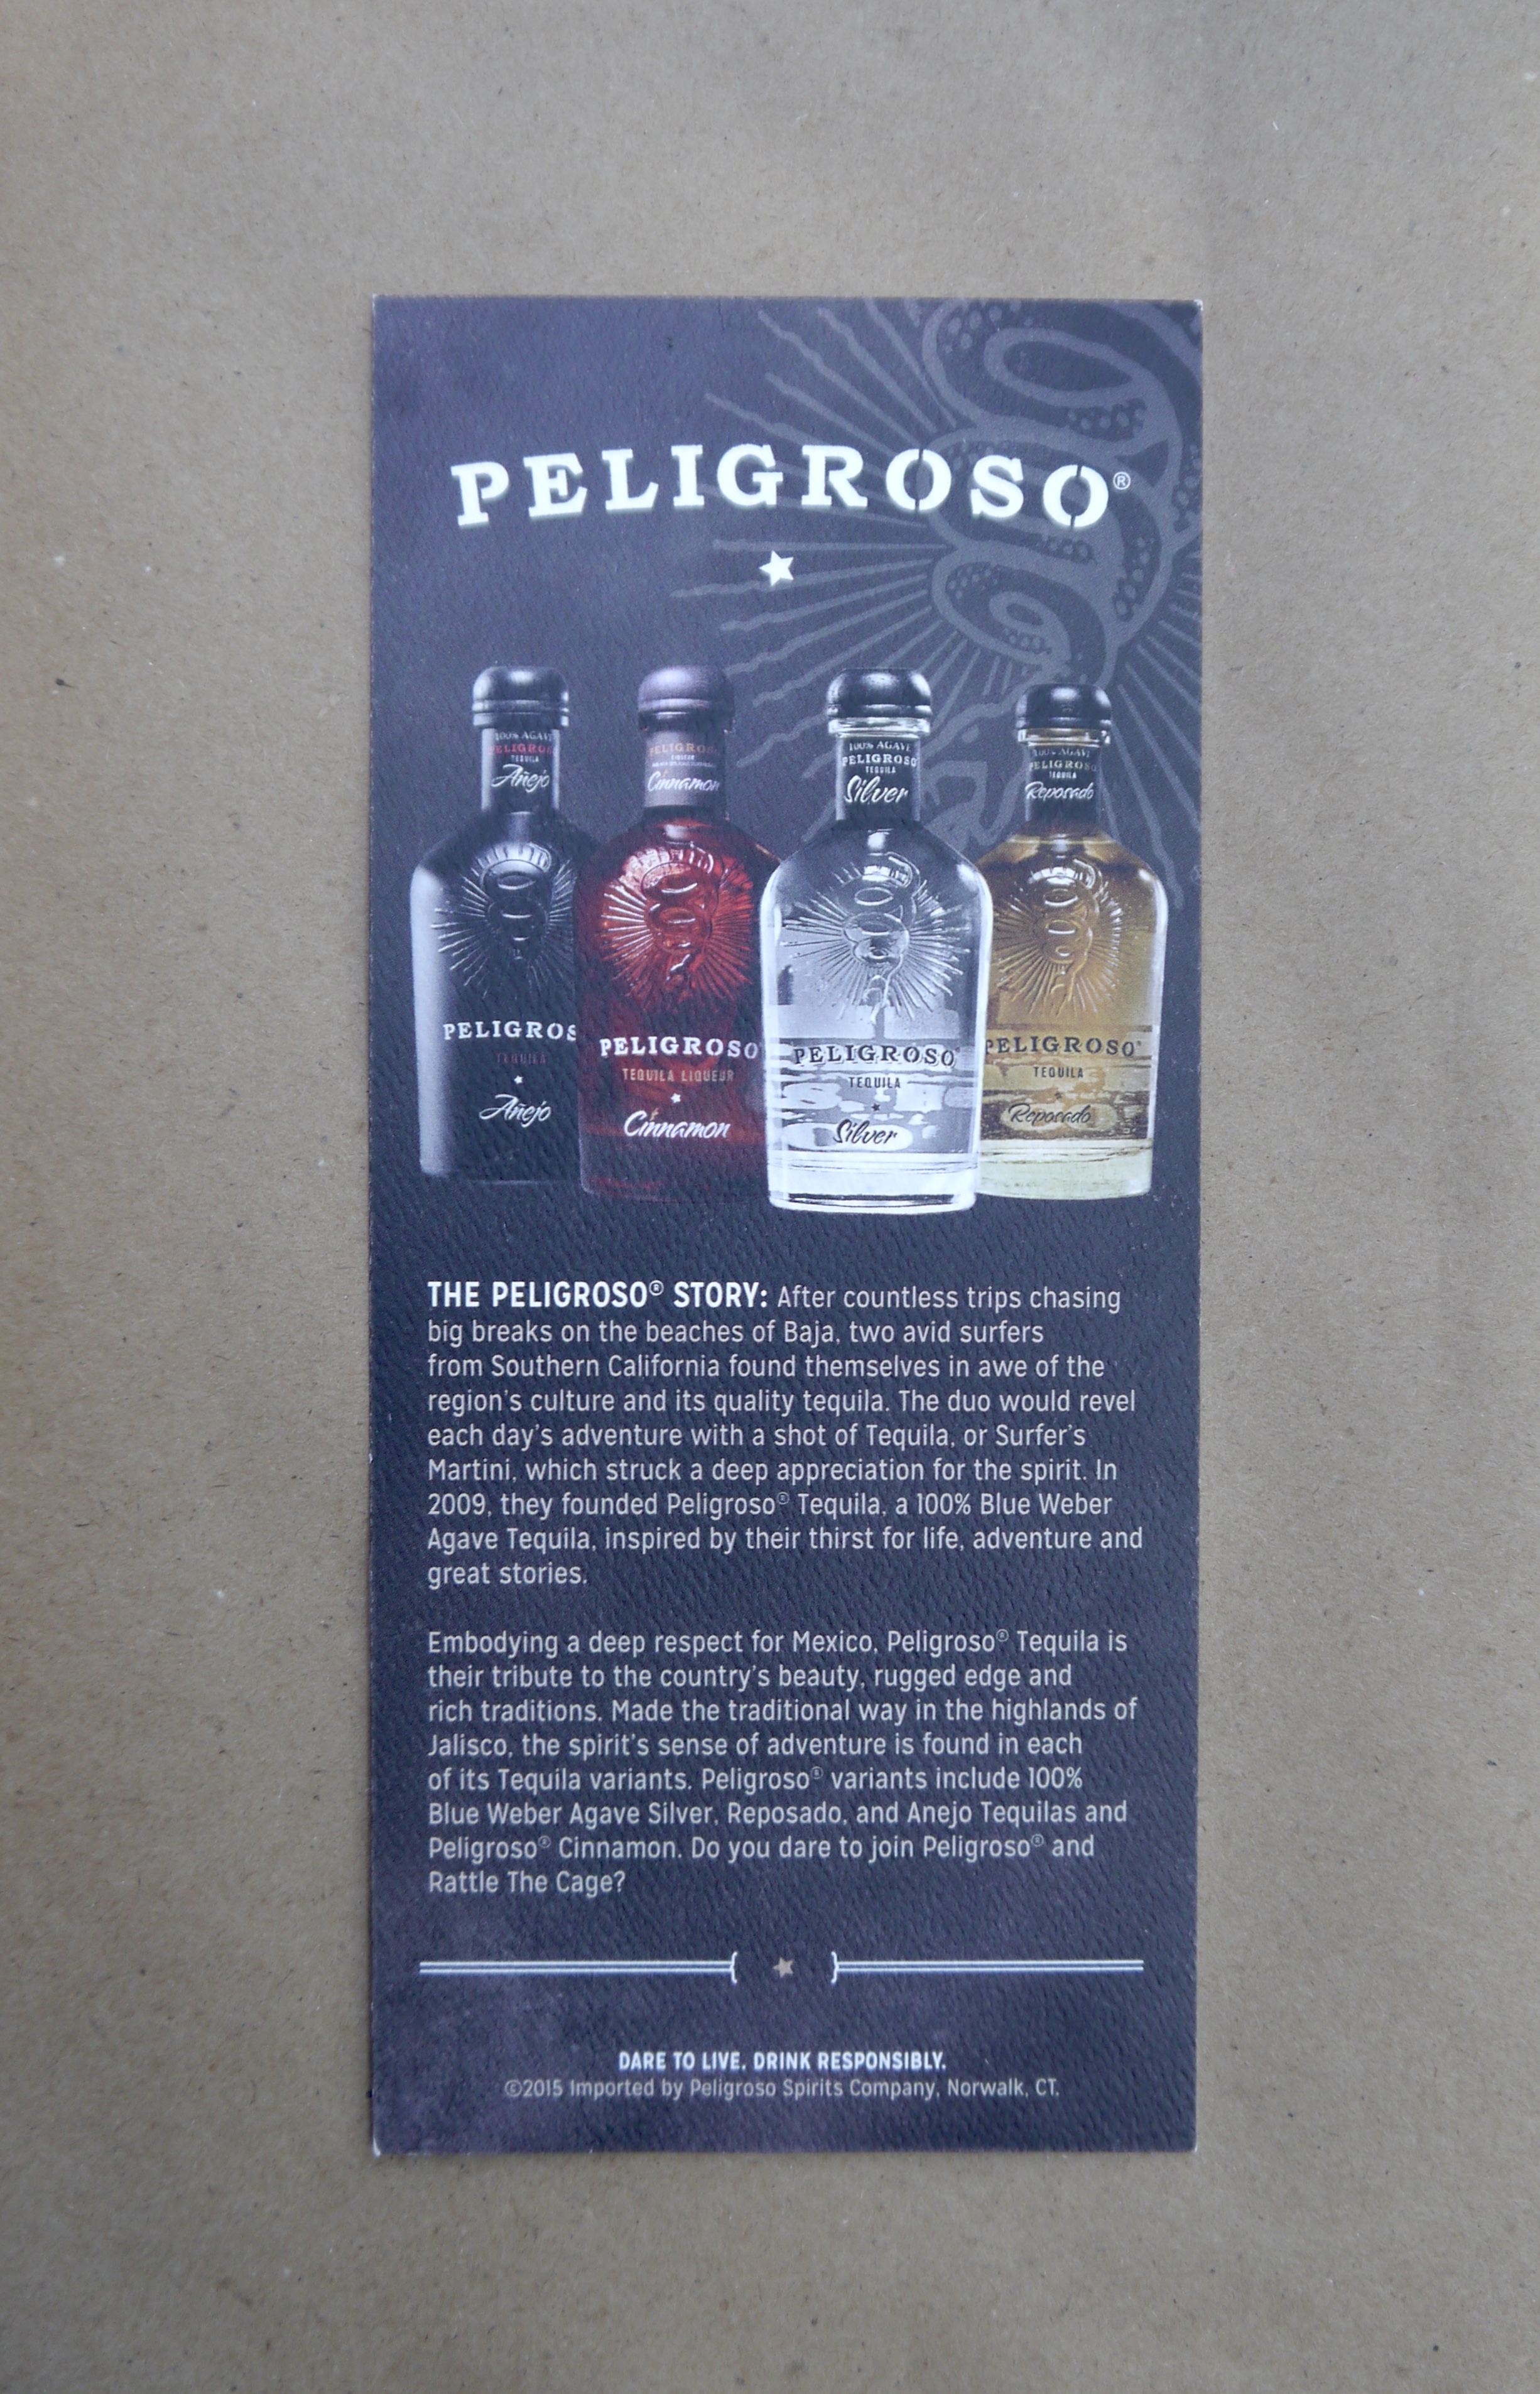 PELIGROSO®
100% AGAVE
TEQUILA
Añejo
Cinnamon
100% AGAVE
PELIGROSO
TEQUILA
Silver
100% AGAVE
PELIGROSO
TEQUILA
Reposado
PELIGROS
TEQUILA
Añejo
PELIGROSO
TEQUILA LIQUEUR
Cinnamon
PELIGROSO
TEQUILA
Silver
PELIGROSO
TEQUILA
Reposado
THE PELIGROSO® STORY: After countless trips chasing
big breaks on the beaches of Baja, two avid surfers
from Southern California found themselves in awe of the
region's culture and its quality tequila. The duo would revel
each day's adventure with a shot of Tequila, or Surfer's
Martini, which struck a deep appreciation for the spirit. In
2009, they founded Peligroso® Tequila, a 100% Blue Weber
Agave Tequila, inspired by their thirst for life, adventure and
great stories.
Embodying a deep respect for Mexico, Peligroso® Tequila is
their tribute to the country's beauty, rugged edge and
rich traditions. Made the traditional way in the highlands of
Jalisco, the spirit's sense of adventure is found in each
of its Tequila variants. Peligroso® variants include 100%
Blue Weber Agave Silver, Reposado, and Anejo Tequilas and
Peligroso® Cinnamon. Do you dare to join Peligroso® and
Rattle The Cage?
DARE TO LIVE. DRINK RESPONSIBLY.
©2015 Imported by Peligroso Spirits Company, Norwalk, CT.